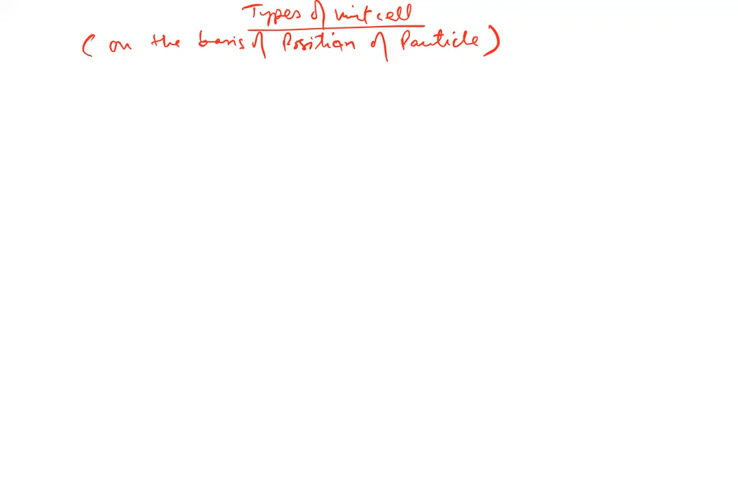 Types of unit cell
(on the basis of Position of Particle)